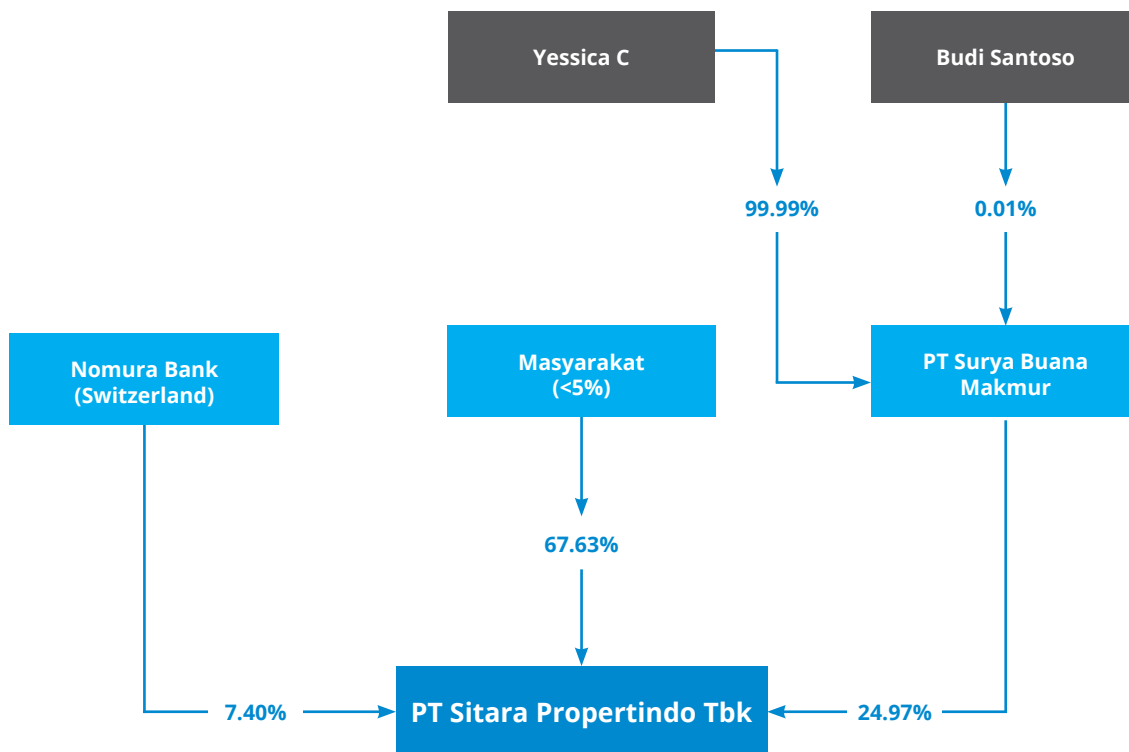 Yessica C
Budi Santoso
99.99%
0.01%
Nomura Bank
(Switzerland)
Masyarakat
(<5%)
PT Surya Buana
Makmur
67.63%
7.40%
PT Sitara Propertindo Tbk
24.97%